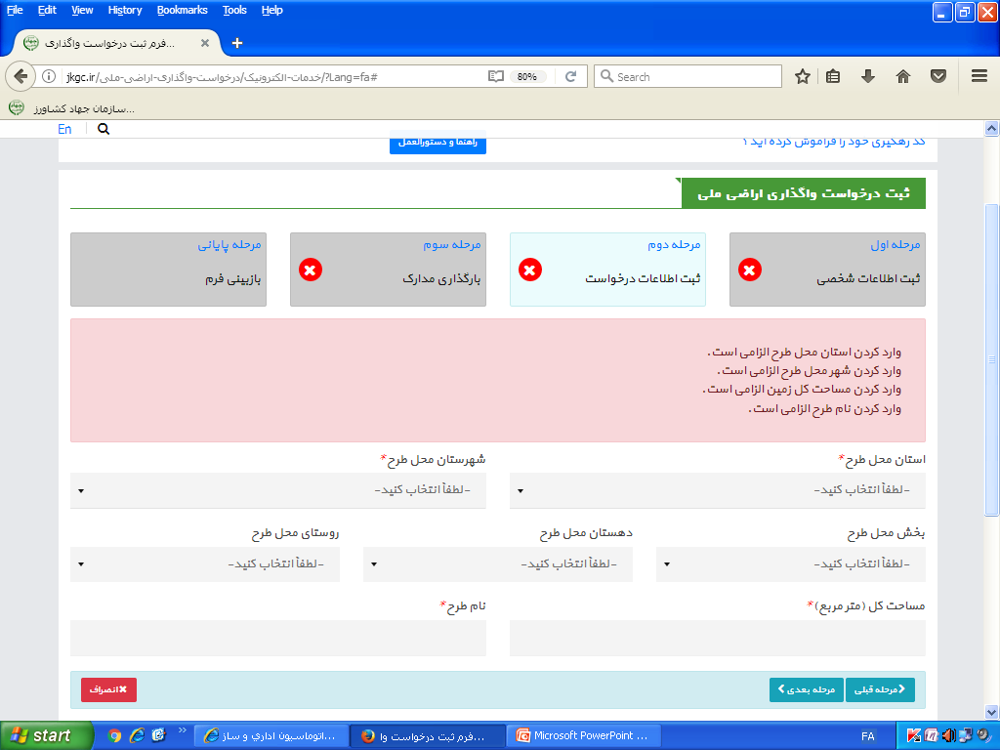 File Edit View History Bookmarks Tools Help
فرم ثبت درخواست واگذاری...
jkgc.ir/خدمات-الکترونیک/درخواست-واگذاری-اراضی-ملی/?Lang=fa#
80%
Search
سازمان جهاد کشاورز...
En
کد رهگیری خود را فراموش کرده اید ؟
راهنما و دستورالعمل
ثبت درخواست واگذاری اراضی ملی
مرحله اول
ثبت اطلاعات شخصی
مرحله دوم
ثبت اطلاعات درخواست
مرحله سوم
بارگذاری مدارک
مرحله پایانی
بازبینی فرم
وارد کردن استان محل طرح الزامی است .
وارد کردن شهر محل طرح الزامی است .
وارد کردن مساحت کل زمین الزامی است .
وارد کردن نام طرح الزامی است .
استان محل طرح*
-لطفاً انتخاب کنید-
شهرستان محل طرح*
-لطفاً انتخاب کنید-
بخش محل طرح
-لطفاً انتخاب کنید-
دهستان محل طرح
-لطفاً انتخاب کنید-
روستای محل طرح
-لطفاً انتخاب کنید-
مساحت کل (متر مربع)*
نام طرح*
مرحله قبلی
مرحله بعدی
انصراف
start
اتوماسیون اداري و ساز...
فرم ثبت درخواست وا...
Microsoft PowerPoint ...
FA